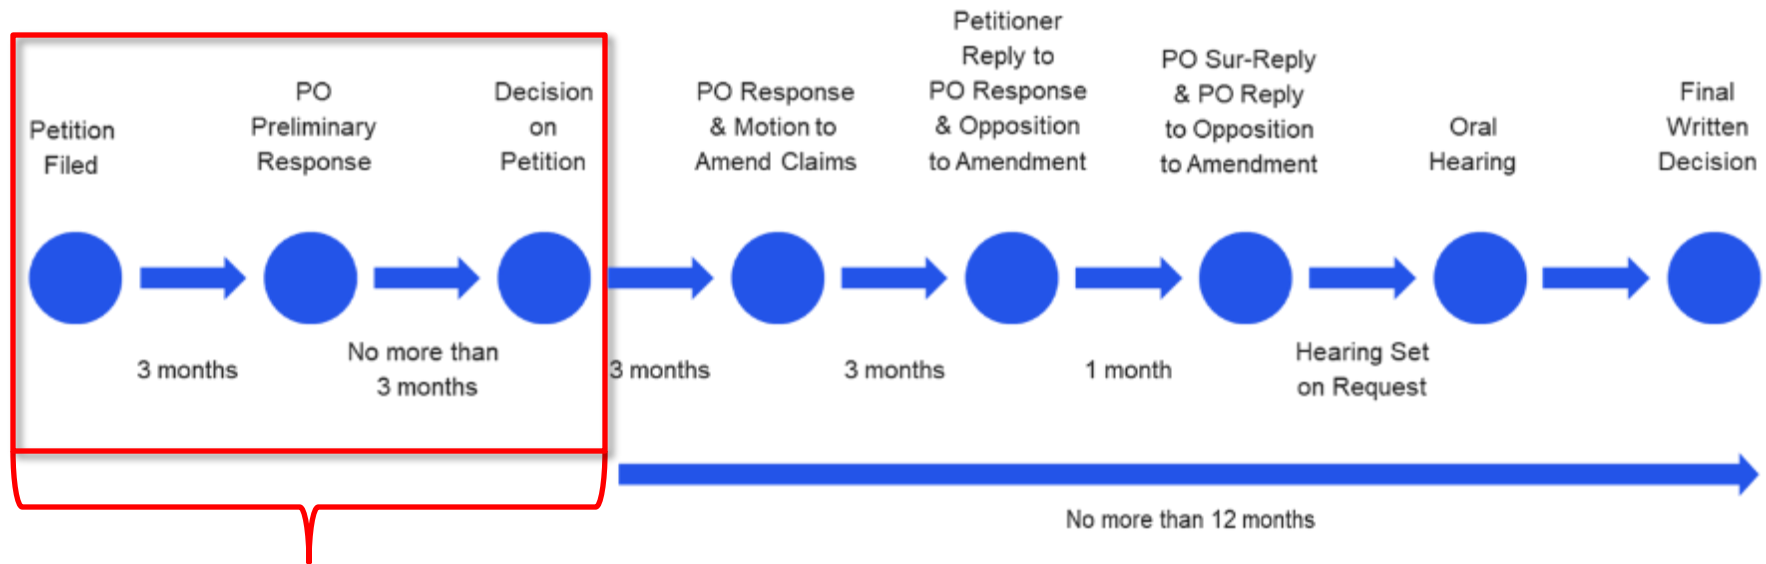 Petition
Filed
PO
Preliminary
Response
Decision
on
Petition
PO Response
& Motion to
Amend Claims
Petitioner
Reply to
PO Response
& Opposition
to Amendment
PO Sur-Reply
& PO Reply
to Opposition
to Amendment
Oral
Hearing
Final
Written
Decision
3 months
No more than
3 months
3 months
3 months
1 month
Hearing Set
on Request
No more than 12 months